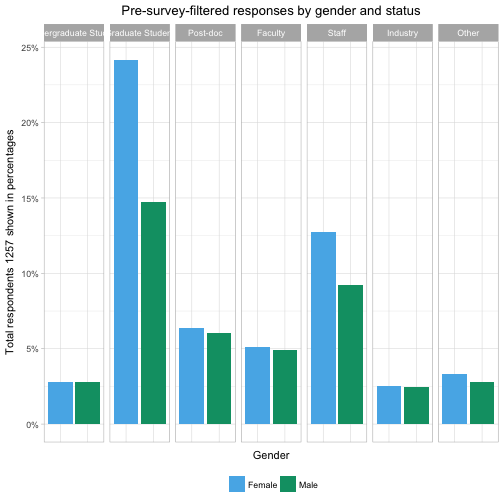 Pre-survey-filtered responses by gender and status
ergraduate Stud raduate Studen Post-doc Faculty Staff Industry Other
25%
20%
15%
10%
5%
0%
Total respondents 1257 shown in percentages
Gender
Female Male